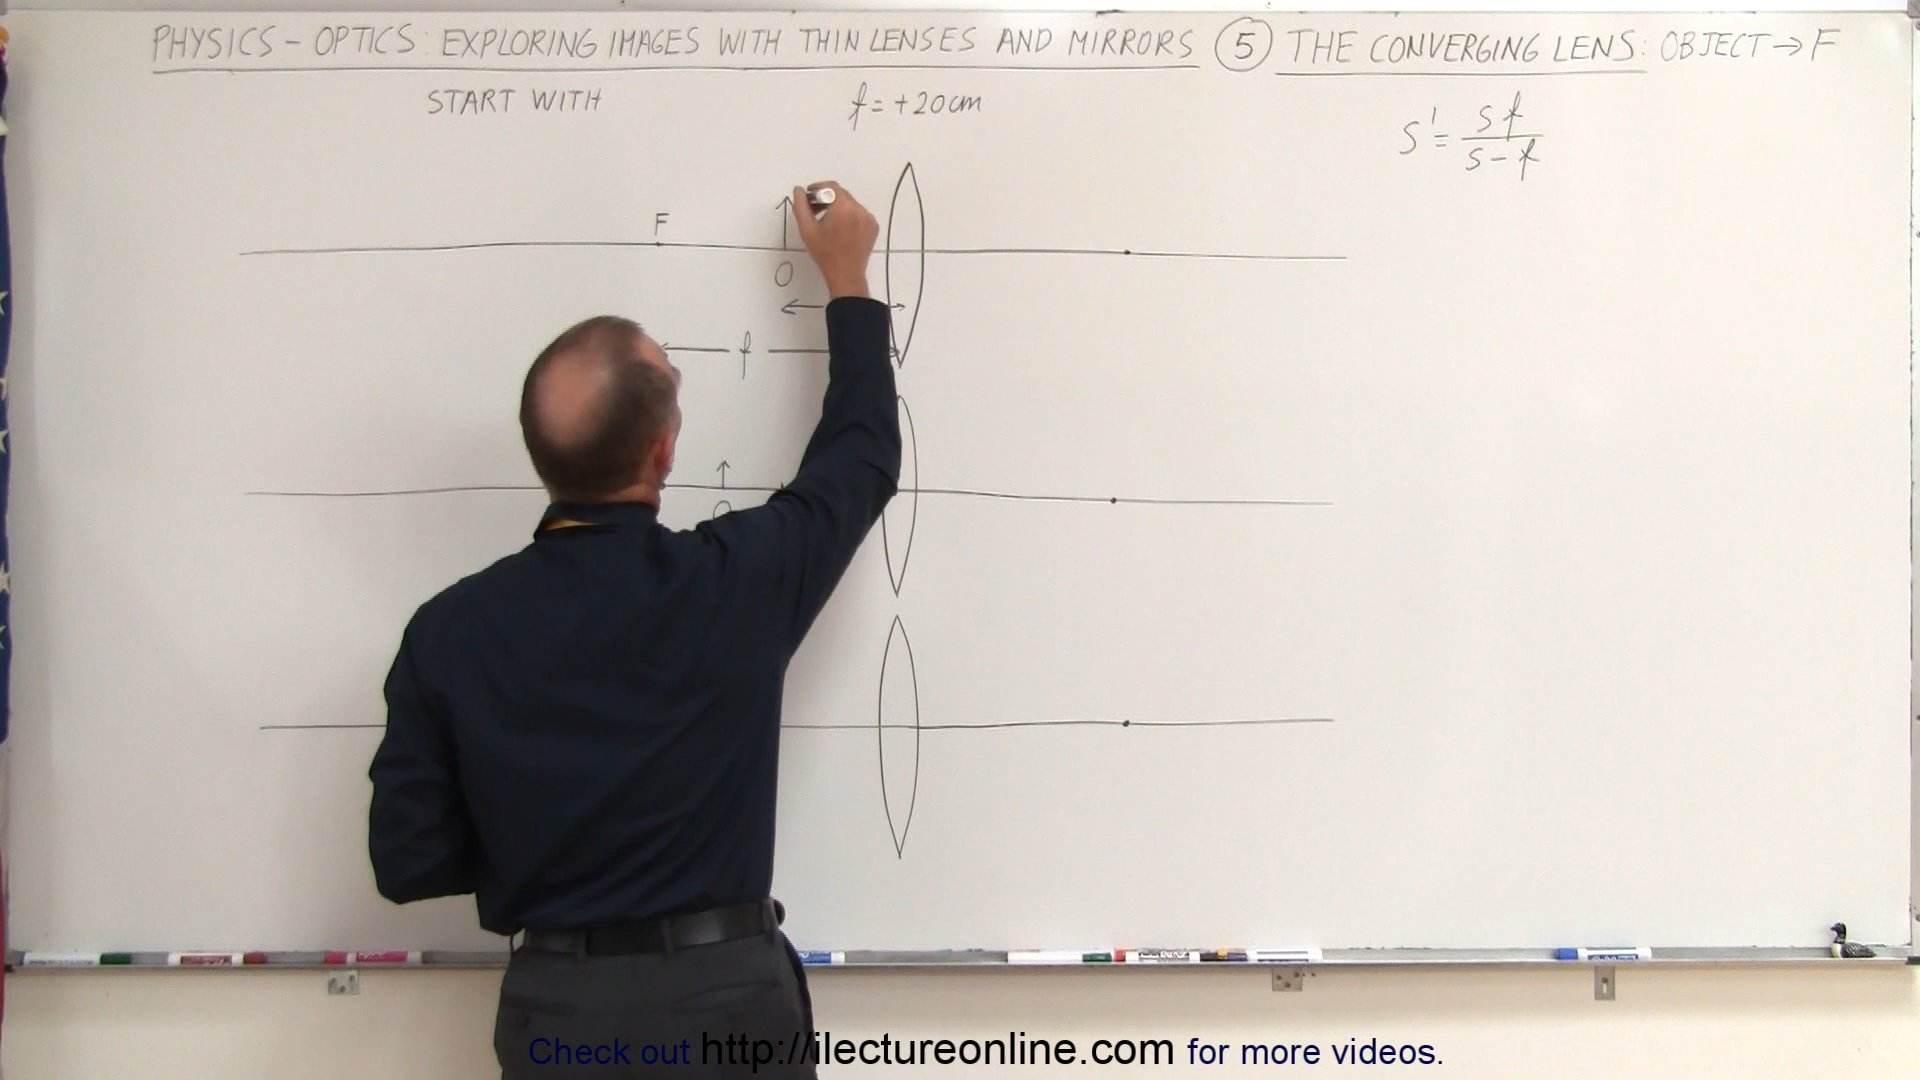 PHYSICS - OPTICS: EXPLORING IMAGES WITH THIN LENSES AND MIRRORS ⑤ THE CONVERGING LENS: OBJECT → F
START WITH f = +20cm
S' = Sf / S-f
F
O
f
O
Check out http://ilectureonline.com for more videos.